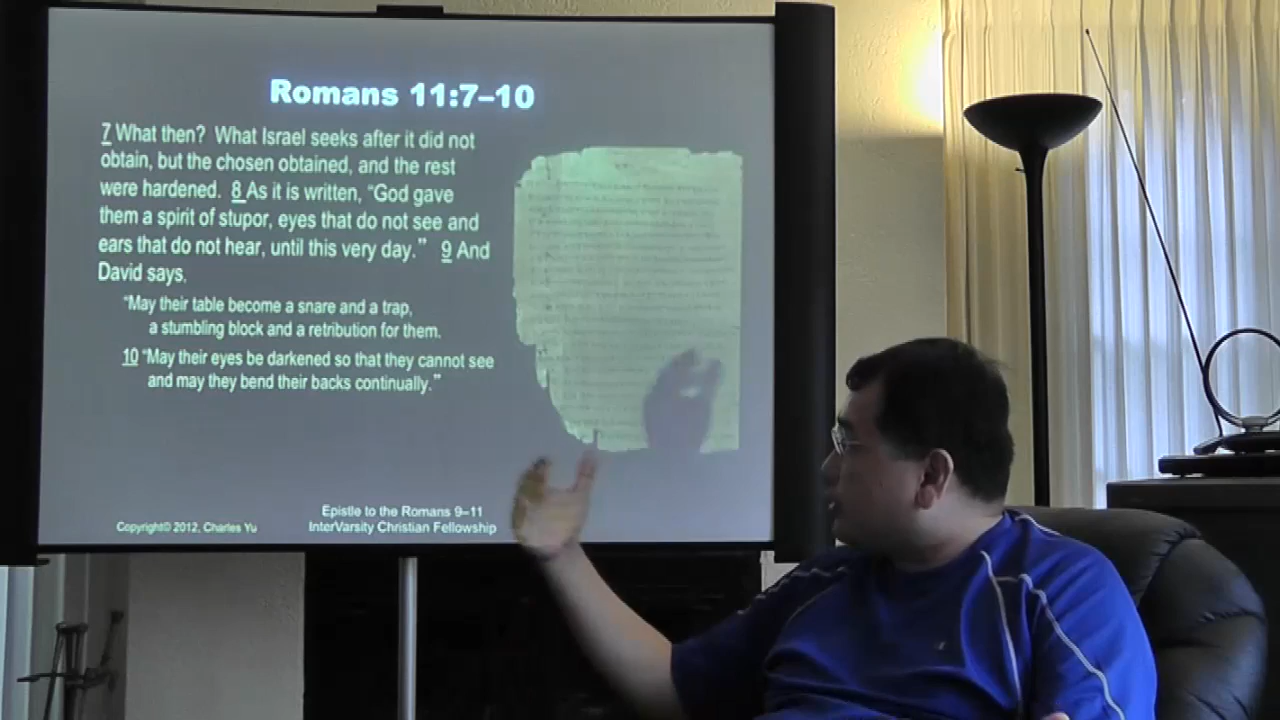 Romans 11:7–10
7 What then?  What Israel seeks after it did not
obtain, but the chosen obtained, and the rest
were hardened.  8 As it is written, “God gave
them a spirit of stupor, eyes that do not see and
ears that do not hear, until this very day.”  9 And
David says,
“May their table become a snare and a trap,
a stumbling block and a retribution for them.
10 “May their eyes be darkened so that they cannot see
and may they bend their backs continually.”
Epistle to the Romans 9–11
Copyright© 2012, Charles Yu
InterVarsity Christian Fellowship